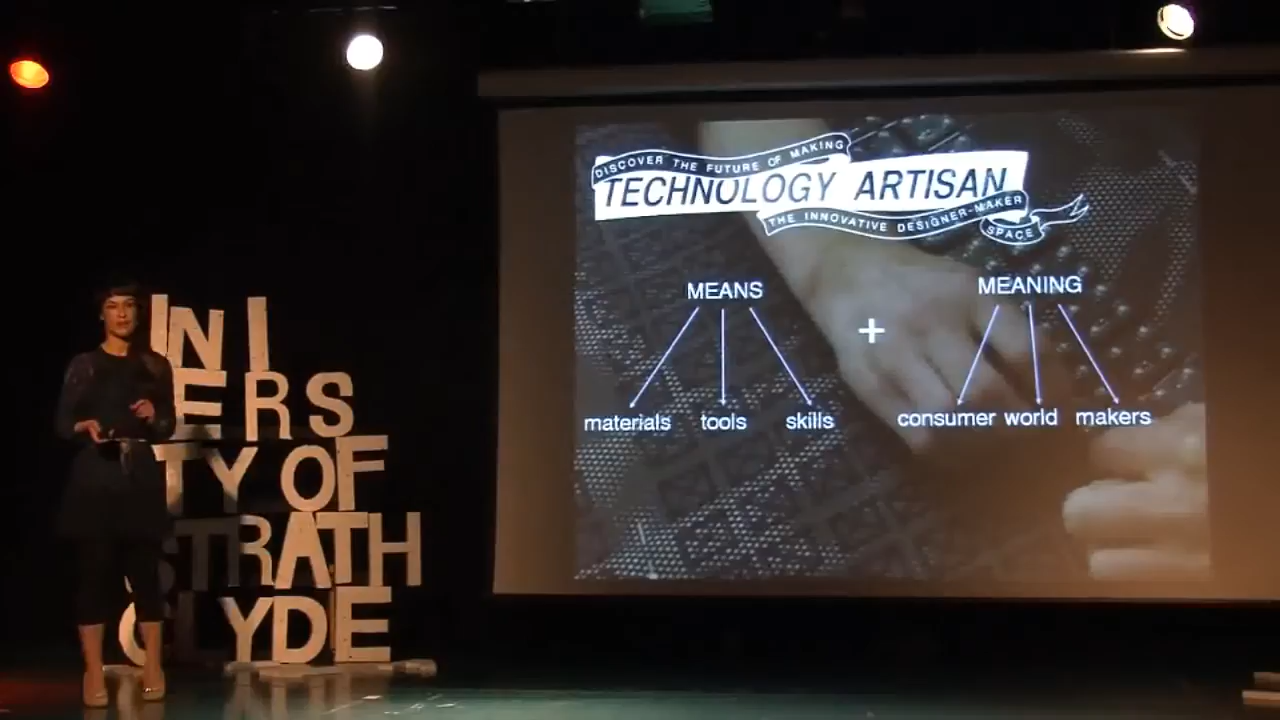 DISCOVER THE FUTURE OF MAKING
TECHNOLOGY ARTISAN
THE INNOVATIVE DESIGNER-MAKER
SPACE
MEANS
+
MEANING
materials tools skills
consumer world makers
NI
ERS
TY OF
STRATH
CLYDE